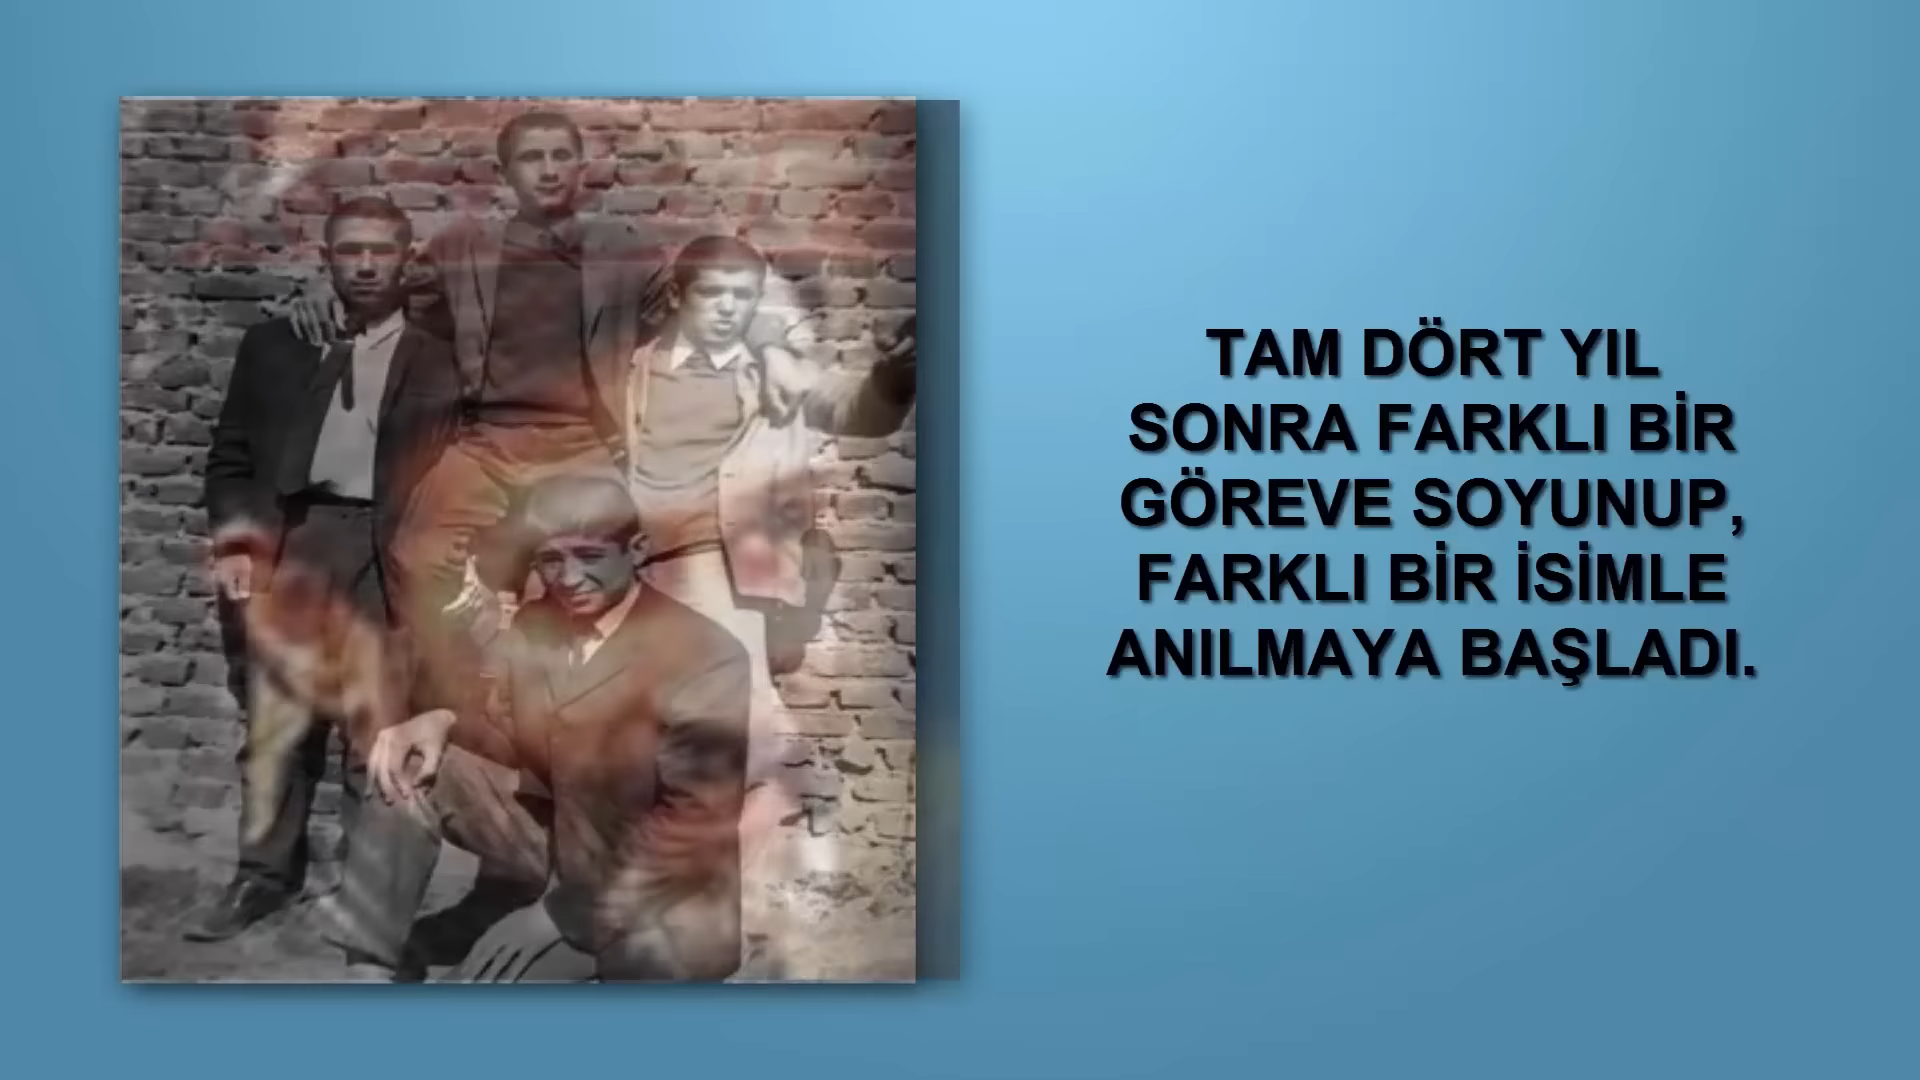 TAM DÖRT YIL
SONRA FARKLI BİR
GÖREVE SOYUNUP,
FARKLI BİR İSİMLE
ANILMAYA BAŞLADI.